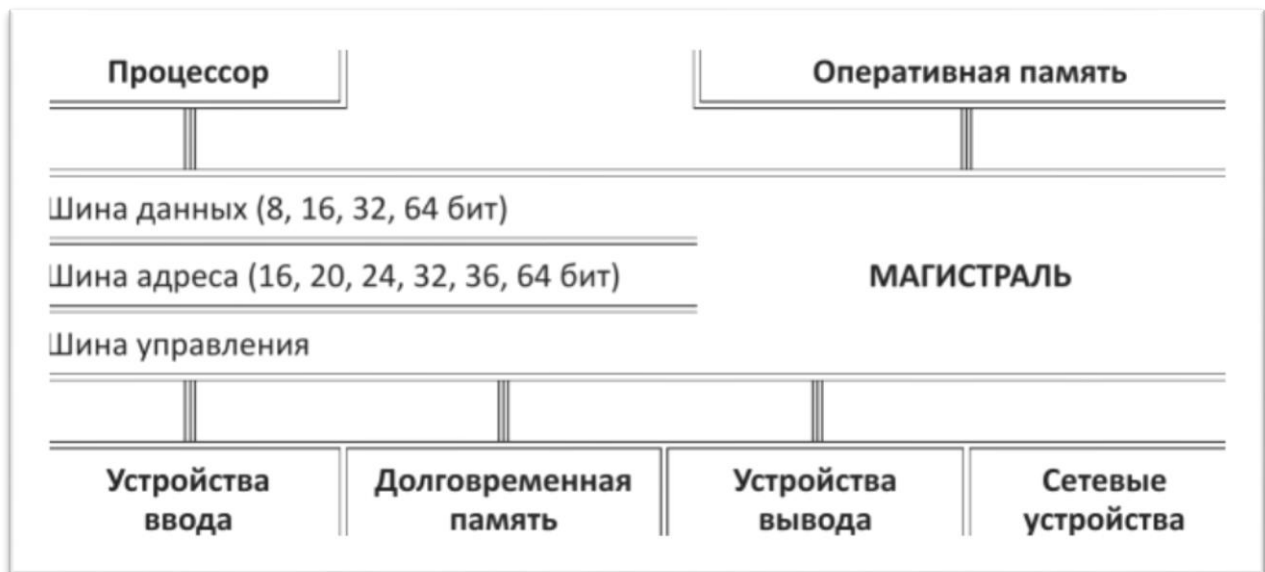 Процессор
Оперативная память
Шина данных (8, 16, 32, 64 бит)
Шина адреса (16, 20, 24, 32, 36, 64 бит)
МАГИСТРАЛЬ
Шина управления
Устройства
ввода
Долговременная
память
Устройства
вывода
Сетевые
устройства